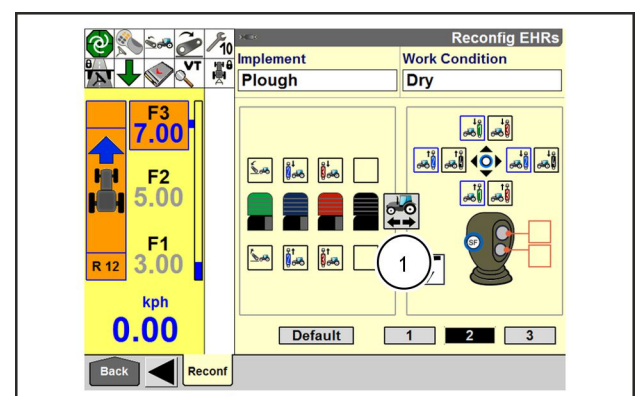 10
VT
8
Reconfig EHRs
Implement
Work Condition
Plough
Dry
F3
7.00
F2
5.00
F1
R 12
3.00
kph
0.00
L
SF
1
Default
1
2
3
Back
Reconf